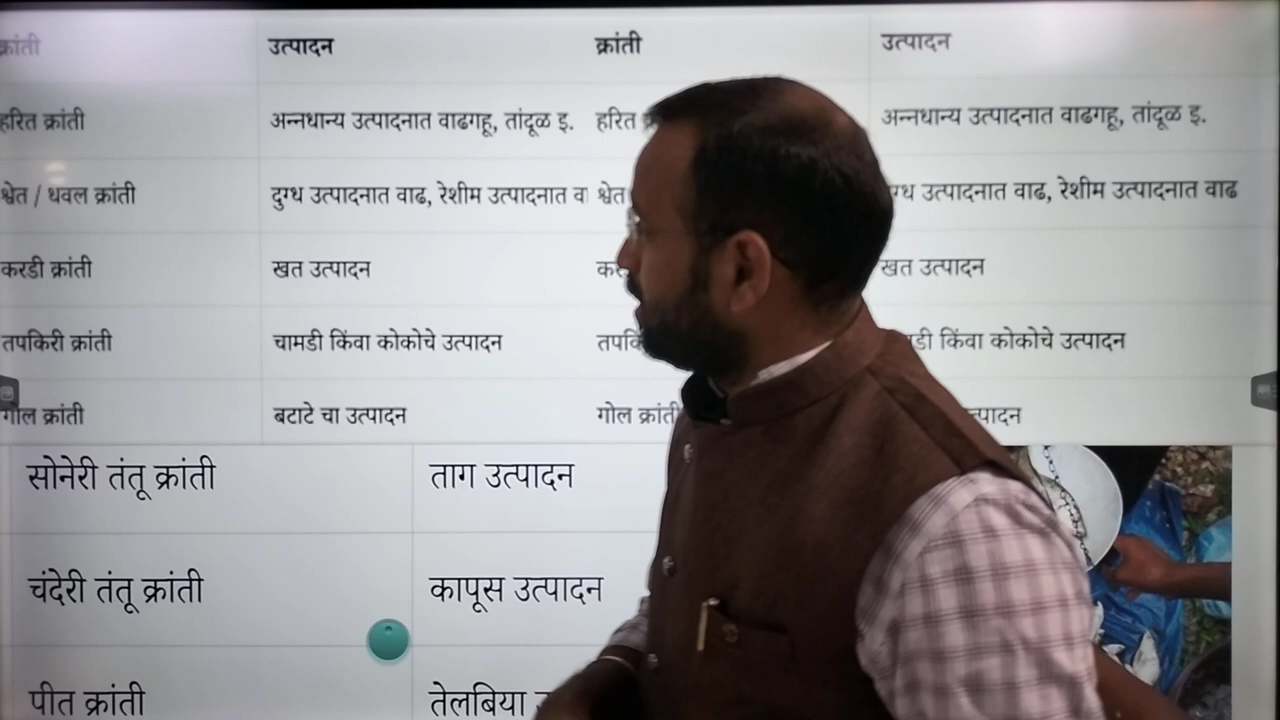 क्रांती उत्पादन क्रांती उत्पादन
हरित क्रांती अन्नधान्य उत्पादनात वाढगहू, तांदूळ इ. हरित अन्नधान्य उत्पादनात वाढगहू, तांदूळ इ.
श्वेत / धवल क्रांती दुग्ध उत्पादनात वाढ, रेशीम उत्पादनात व श्वेत उत्पादनात वाढ, रेशीम उत्पादनात वाढ
करडी क्रांती खत उत्पादन खत उत्पादन
तपकिरी क्रांती चामडी किंवा कोकोचे उत्पादन किंवा कोकोचे उत्पादन
गोल क्रांती बटाटे चा उत्पादन गोल क्रांती
सोनेरी तंतू क्रांती ताग उत्पादन
चंदेरी तंतू क्रांती कापूस उत्पादन
पीत क्रांती तेलबिया